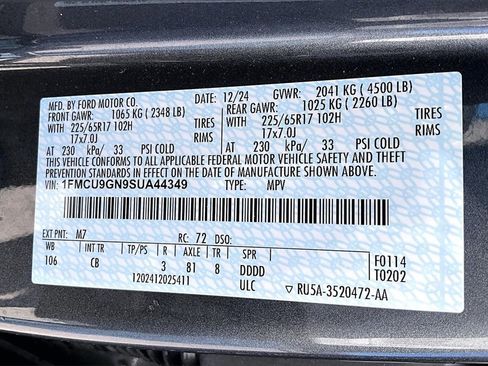 MFD. BY FORD MOTOR CO. 12/24 GVWR: 2041 KG ( 4500 LB)
FRONT GAWR: 1065 KG ( 2348 LB) REAR GAWR: 1025 KG ( 2260 LB)
WITH 225/65R17 102H TIRES WITH 225/65R17 102H TIRES
17x7.0J RIMS 17x7.0J RIMS
AT 230 kPa/ 33 PSI COLD AT 230 kPa/ 33 PSI COLD
THIS VEHICLE CONFORMS TO ALL APPLICABLE FEDERAL MOTOR VEHICLE SAFETY AND THEFT
PREVENTION STANDARDS IN EFFECT ON THE DATE OF MANUFACTURE SHOWN ABOVE.
VIN: 1FMCU9GN9SUA44349 TYPE: MPV
EXT PNT: M7 RC: 72 DSO:
WB INT TR TP/PS R AXLE TR SPR F0114
106 CB 3 81 8 DDDD T0202
1202412025411 ULC ▽ RU5A-3520472-AA